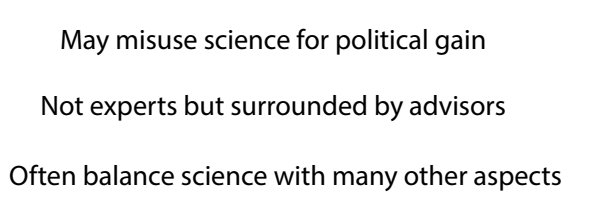 May misuse science for political gain
Not experts but surrounded by advisors
Often balance science with many other aspects